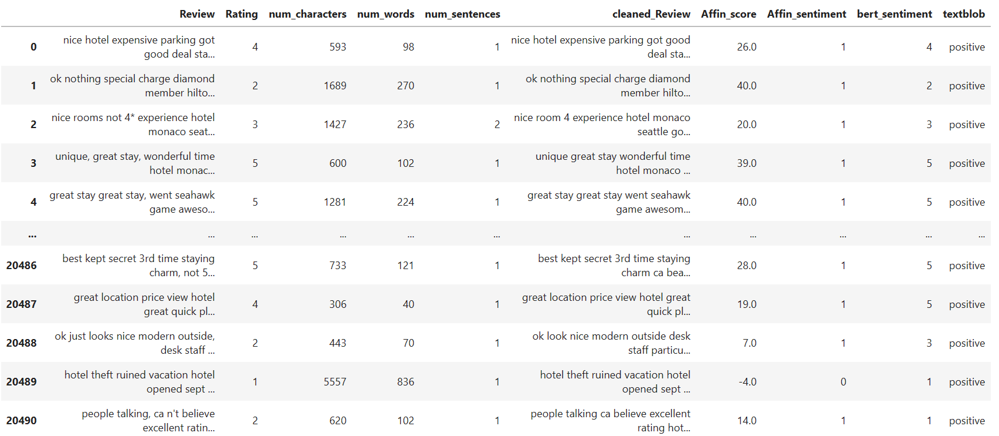 Review Rating num_characters num_words num_sentences cleaned_Review Affin_score Affin_sentiment bert_sentiment textblob
0 nice hotel expensive parking got good deal sta... 4 593 98 1 nice hotel expensive parking got good deal sta... 26.0 1 4 positive
1 ok nothing special charge diamond member hilto... 2 1689 270 1 ok nothing special charge diamond member hilto... 40.0 1 2 positive
2 nice rooms not 4* experience hotel monaco seat... 3 1427 236 2 nice room 4 experience hotel monaco seattle go... 20.0 1 3 positive
3 unique, great stay, wonderful time hotel monac... 5 600 102 1 unique great stay wonderful time hotel monaco ... 39.0 1 5 positive
4 great stay great stay, went seahawk game aweso... 5 1281 224 1 great stay great stay went seahawk game awesom... 40.0 1 5 positive
... ... ... ... ... ... ... ... ... ... ...
20486 best kept secret 3rd time staying charm, not 5... 5 733 121 1 best kept secret 3rd time staying charm ca bea... 28.0 1 5 positive
20487 great location price view hotel great quick pl... 4 306 40 1 great location price view hotel great quick pl... 19.0 1 5 positive
20488 ok just looks nice modern outside, desk staff ... 2 443 70 1 ok look nice modern outside desk staff particu... 7.0 1 3 positive
20489 hotel theft ruined vacation hotel opened sept ... 1 5557 836 1 hotel theft ruined vacation hotel opened sept ... -4.0 0 1 positive
20490 people talking, ca n't believe excellent ratin... 2 620 102 1 people talking ca believe excellent rating hot... 14.0 1 1 positive